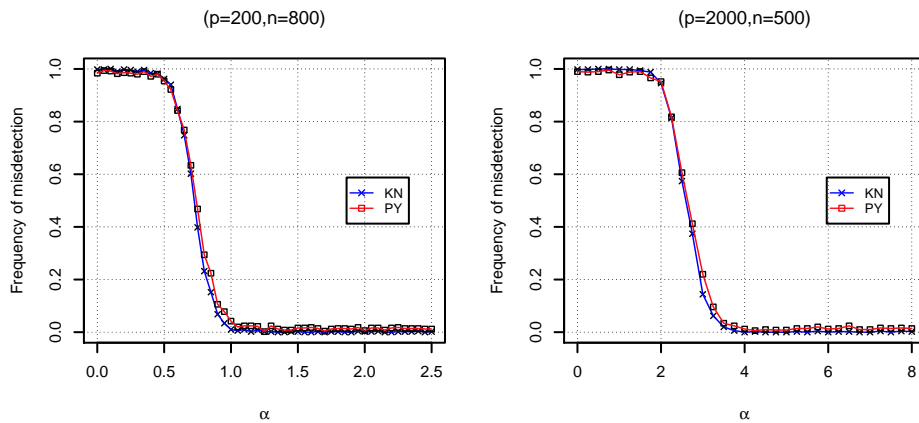 (p=200,n=800)
Frequency of misdetection
1.0
0.8
0.6
0.4
0.2
0.0
KN
PY
0.0 0.5 1.0 1.5 2.0 2.5
α
(p=2000,n=500)
Frequency of misdetection
1.0
0.8
0.6
0.4
0.2
0.0
KN
PY
0 2 4 6 8
α